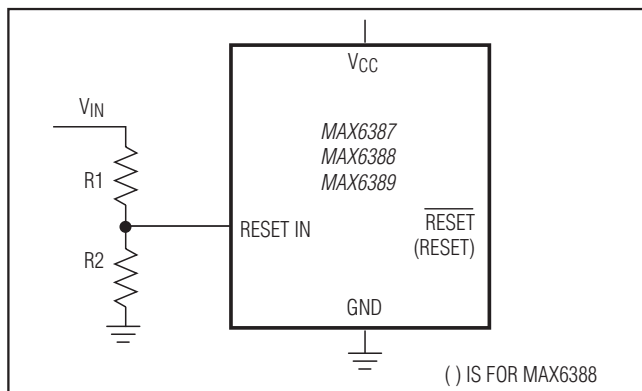 VCC
VIN
MAX6387
MAX6388
MAX6389
R1
RESET IN
RESET
(RESET)
R2
GND
( ) IS FOR MAX6388